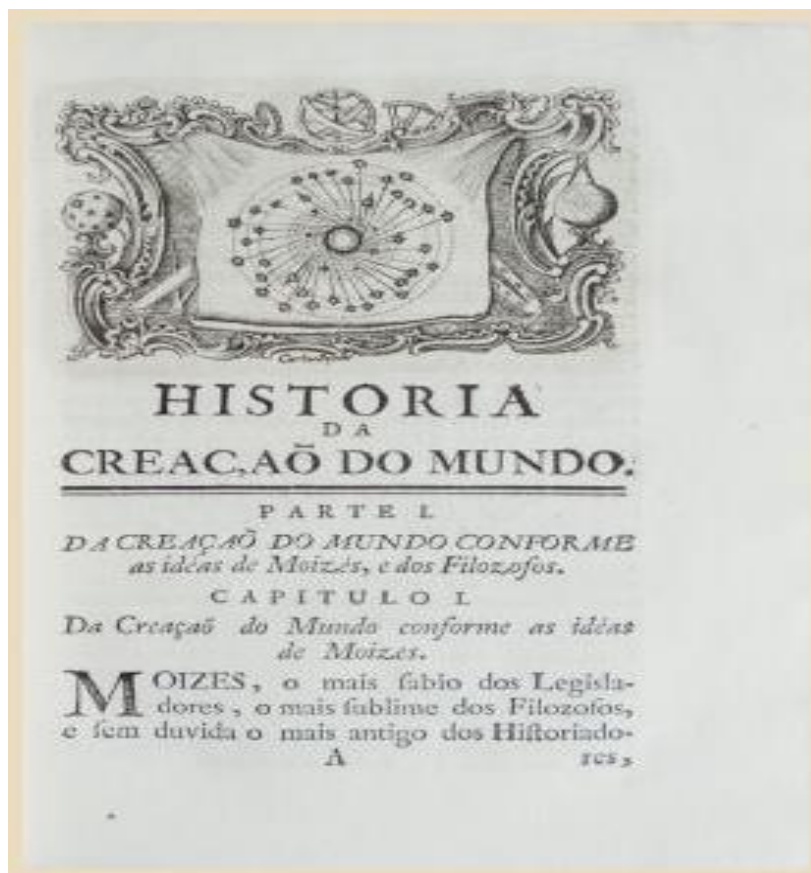 HISTORIA
DA
CREAC,AÕ DO MUNDO.
PARTE I.
DA CREAÇAÕ DO MUNDO CONFORME
as idéas de Moizés, e dos Filozofos.
CAPITULO I.
Da Creaçaõ do Mundo conforme as idéas
de Moizes.
MOIZES, o mais ſabio dos Legisla-
dores, o mais ſublime dos Filozofos,
e ſem duvida o mais antigo dos Hiſtoriado-
A res,